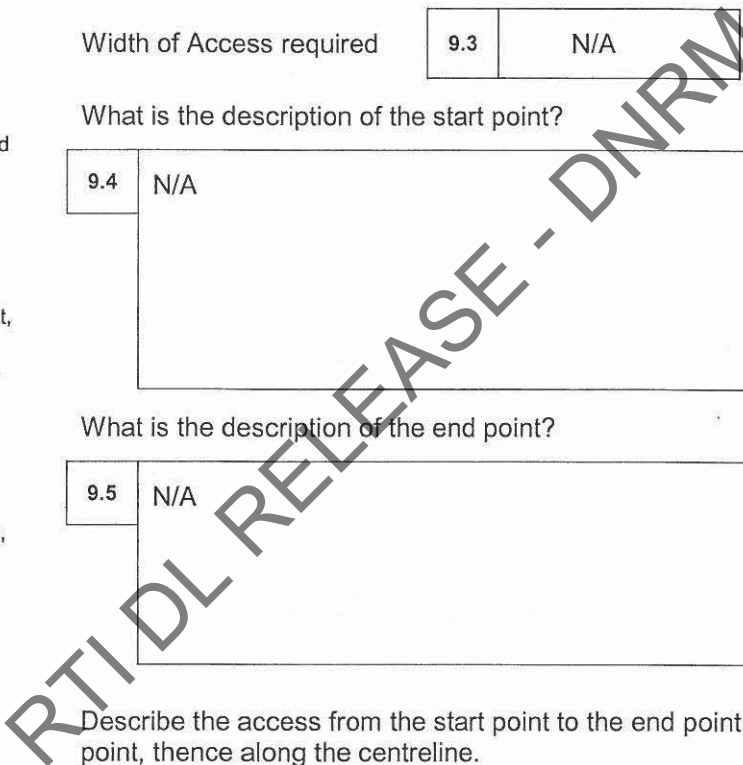 Width of Access required 9.3 N/A
What is the description of the start point?
d
9.4 N/A
t,
What is the description of the end point?
9.5 N/A
,
Describe the access from the start point to the end point
point, thence along the centreline.
RTI DL RELEASE - DNRM